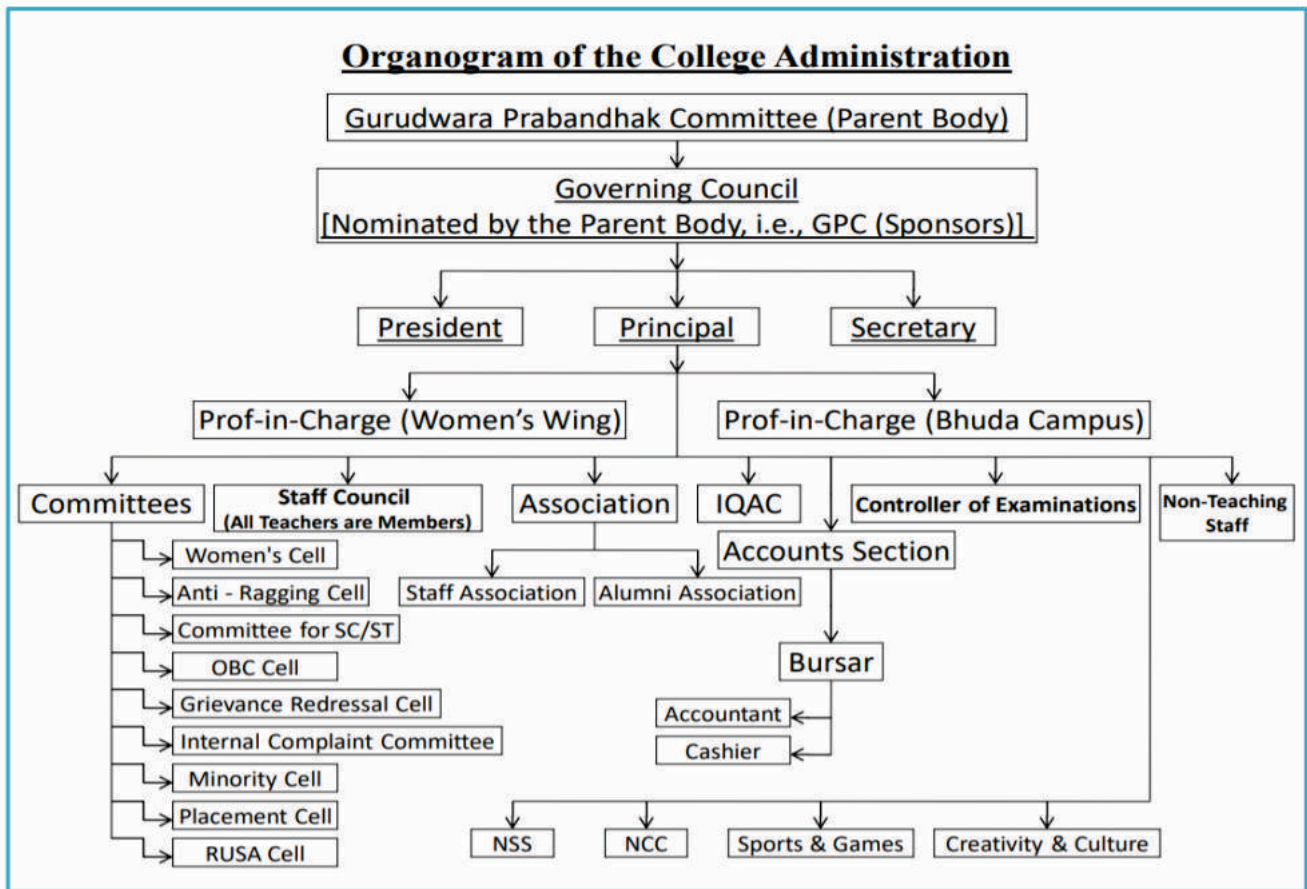 Organogram of the College Administration
Gurudwara Prabandhak Committee (Parent Body)
Governing Council
[Nominated by the Parent Body, i.e., GPC (Sponsors)]
President
Principal
Secretary
Prof-in-Charge (Women's Wing)
Prof-in-Charge (Bhuda Campus)
Committees
Staff Council
(All Teachers are Members)
Association
IQAC
Controller of Examinations
Non-Teaching
Staff
Accounts Section
Women's Cell
Anti - Ragging Cell
Staff Association
Alumni Association
Committee for SC/ST
OBC Cell
Bursar
Grievance Redressal Cell
Accountant
Internal Complaint Committee
Cashier
Minority Cell
Placement Cell
RUSA Cell
NSS
NCC
Sports & Games
Creativity & Culture